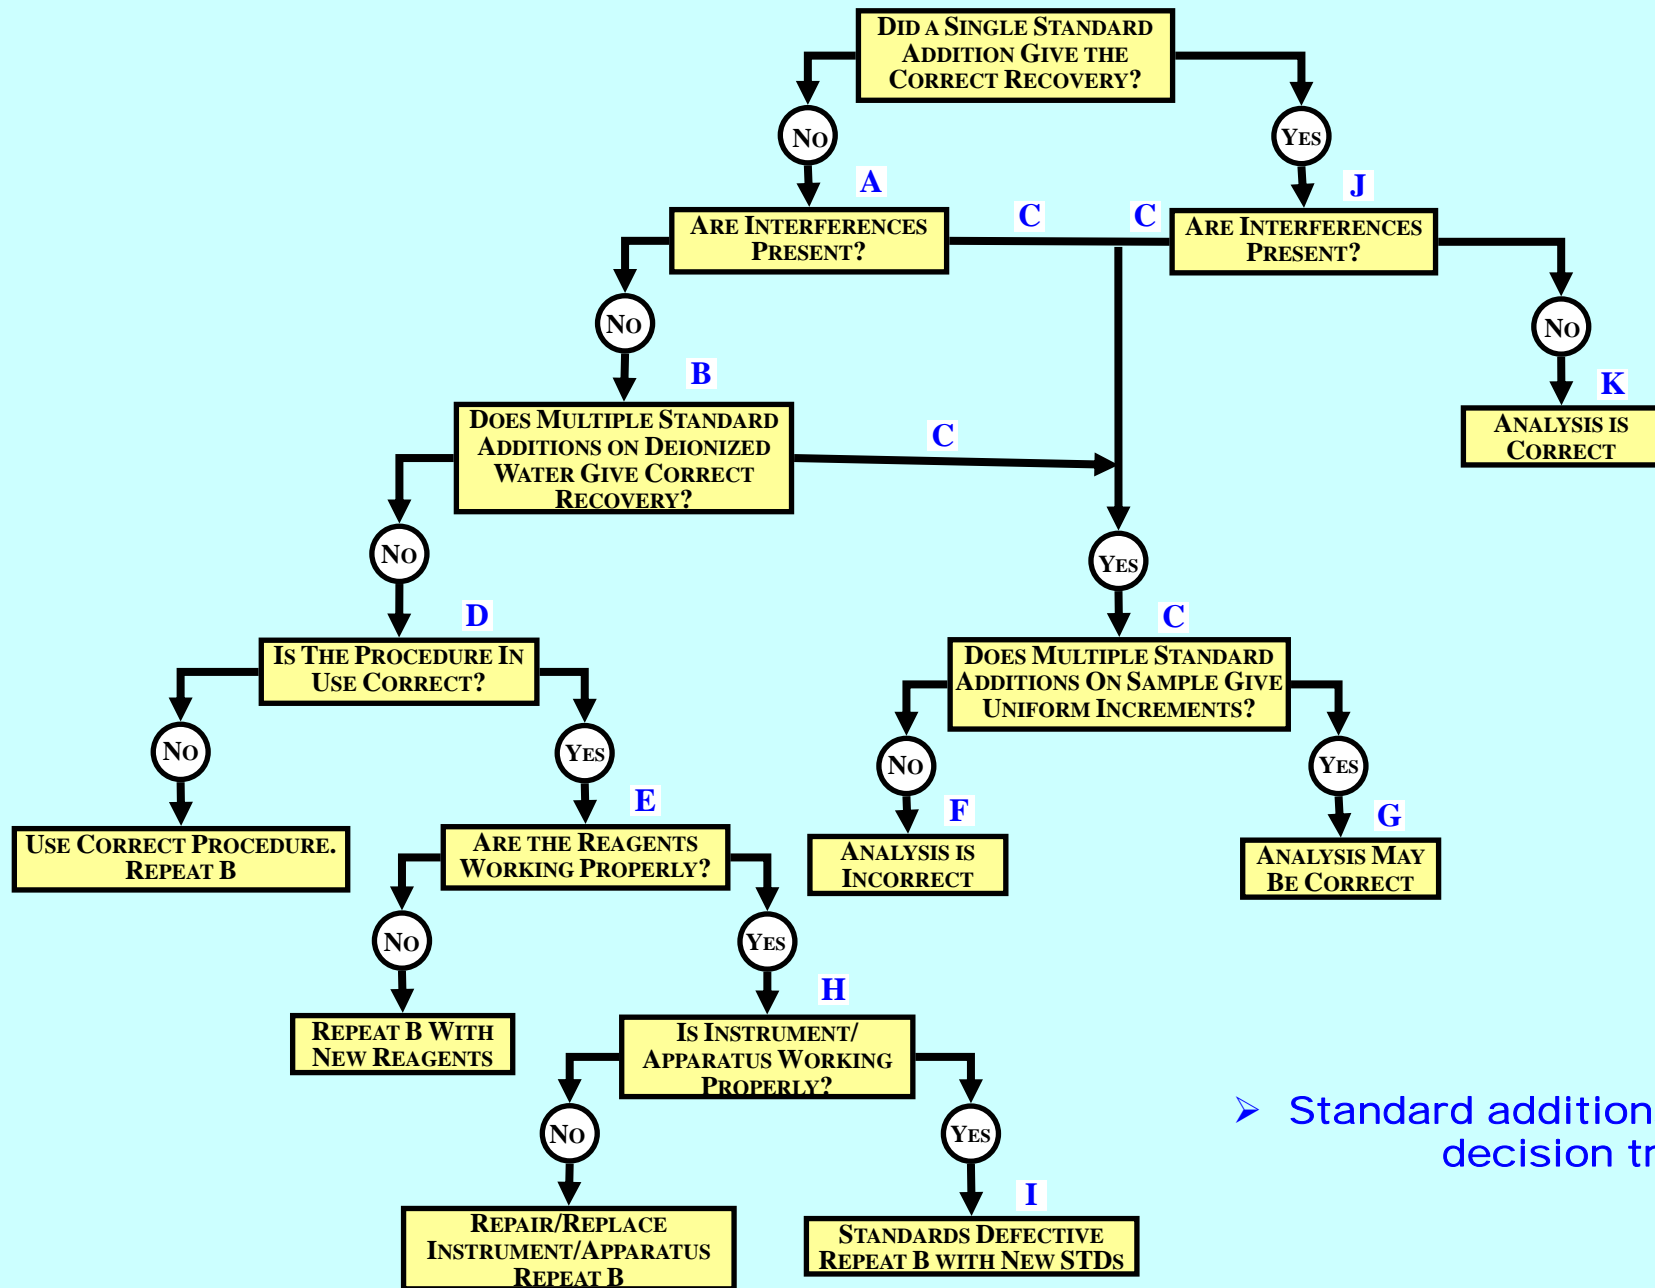 DID A SINGLE STANDARD
ADDITION GIVE THE
CORRECT RECOVERY?
NO
YES
A
J
ARE INTERFERENCES
PRESENT?
C
C
ARE INTERFERENCES
PRESENT?
NO
NO
B
K
DOES MULTIPLE STANDARD
ADDITIONS ON DEIONIZED
WATER GIVE CORRECT
RECOVERY?
C
ANALYSIS IS
CORRECT
NO
YES
D
C
IS THE PROCEDURE IN
USE CORRECT?
DOES MULTIPLE STANDARD
ADDITIONS ON SAMPLE GIVE
UNIFORM INCREMENTS?
NO
YES
NO
YES
E
F
G
USE CORRECT PROCEDURE.
REPEAT B
ARE THE REAGENTS
WORKING PROPERLY?
ANALYSIS IS
INCORRECT
ANALYSIS MAY
BE CORRECT
NO
YES
H
REPEAT B WITH
NEW REAGENTS
IS INSTRUMENT/
APPARATUS WORKING
PROPERLY?
➢ Standard addition
decision tr
NO
YES
I
REPAIR/REPLACE
INSTRUMENT/APPARATUS
REPEAT B
STANDARDS DEFECTIVE
REPEAT B WITH NEW STDS